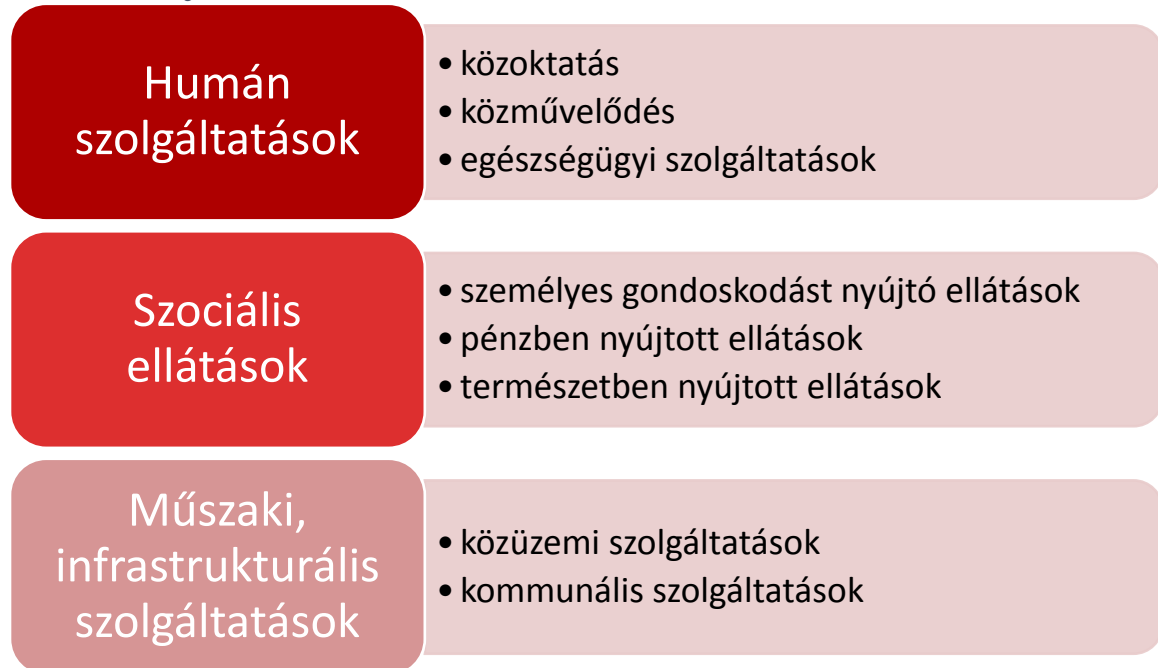 Humán
szolgáltatások
• közoktatás
• közművelődés
• egészségügyi szolgáltatások
Szociális
ellátások
• személyes gondoskodást nyújtó ellátások
• pénzben nyújtott ellátások
• természetben nyújtott ellátások
Műszaki,
infrastrukturális
szolgáltatások
• közüzemi szolgáltatások
• kommunális szolgáltatások